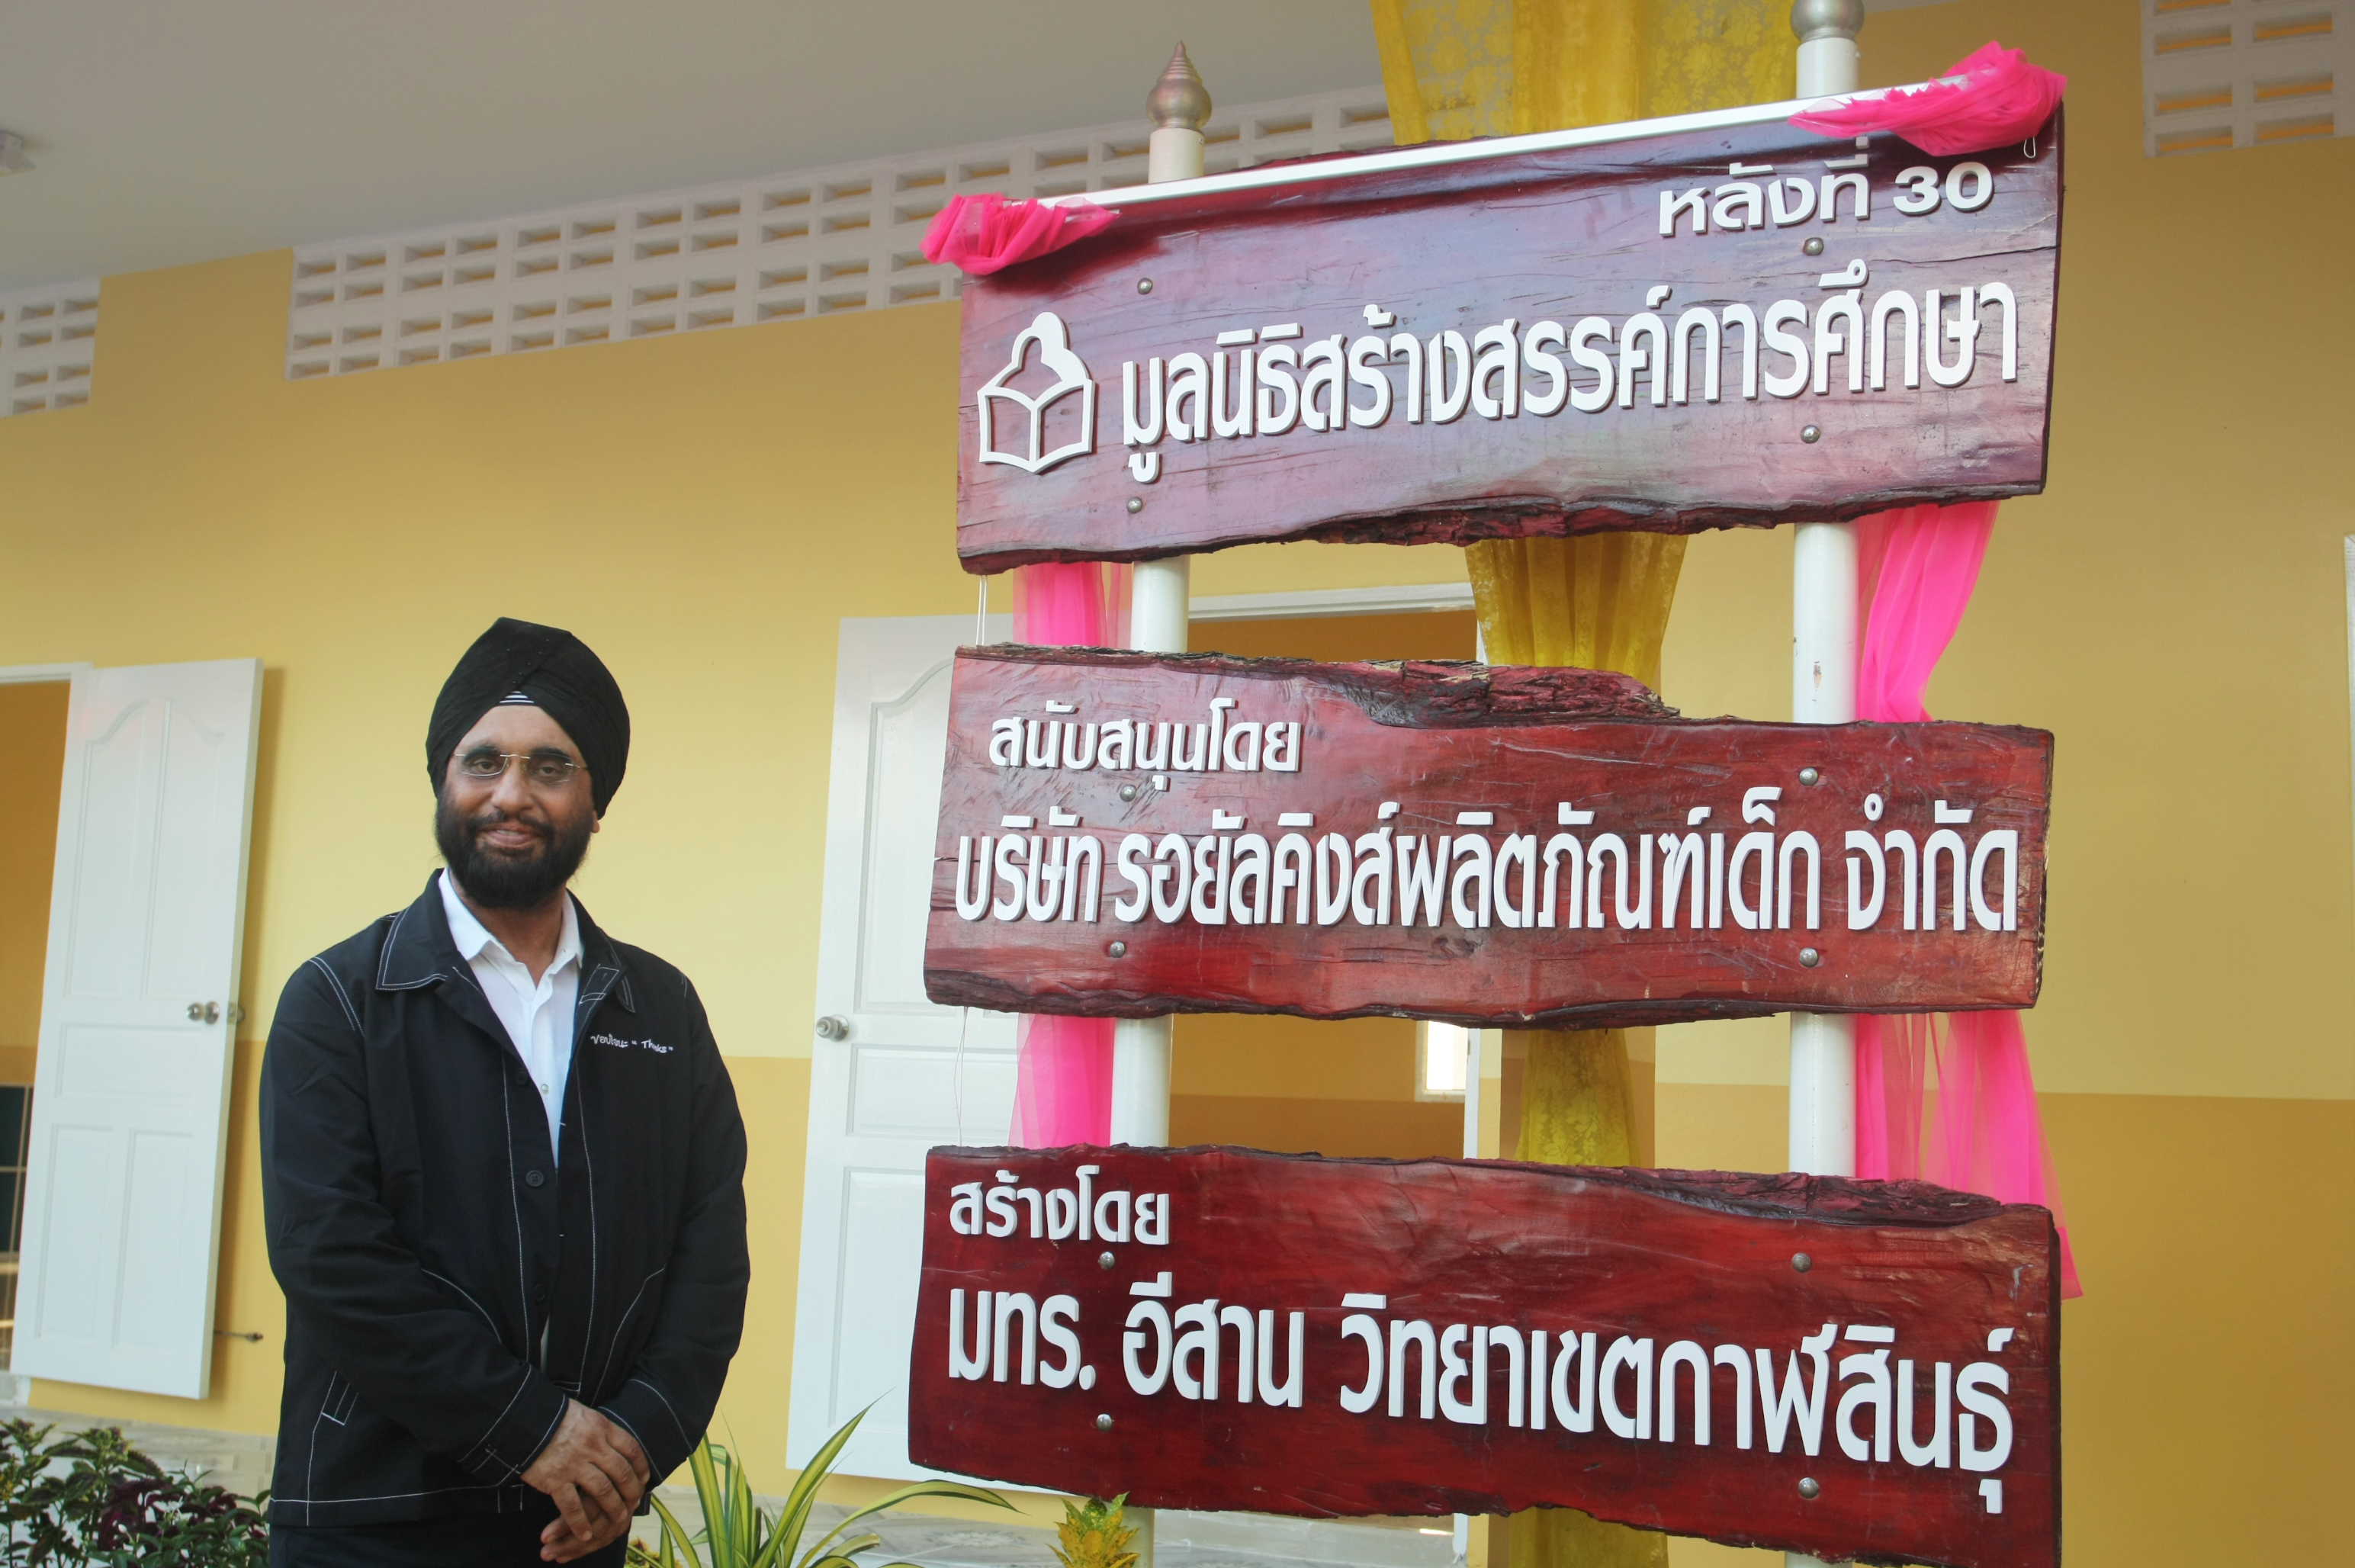 หลังที่ 30
มูลนิธิสร้างสรรค์การศึกษา
สนับสนุนโดย
บริษัท รอยัลคิงส์ผลิตภัณฑ์เด็ก จำกัด
สร้างโดย
มทร. อีสาน วิทยาเขตกาฬสินธุ์